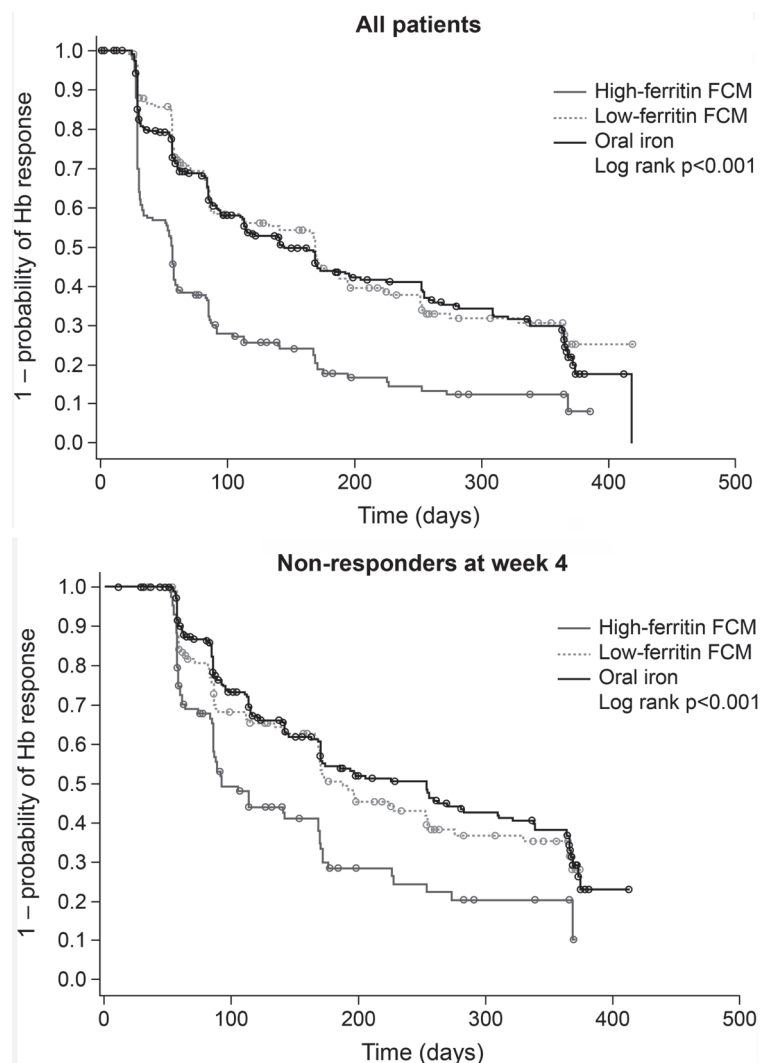 All patients
1 – probability of Hb response
1.0
0.9
0.8
0.7
0.6
0.5
0.4
0.3
0.2
0.1
0.0
High-ferritin FCM
Low-ferritin FCM
Oral iron
Log rank p<0.001
0 100 200 300 400 500
Time (days)
Non-responders at week 4
1 – probability of Hb response
1.0
0.9
0.8
0.7
0.6
0.5
0.4
0.3
0.2
0.1
0.0
High-ferritin FCM
Low-ferritin FCM
Oral iron
Log rank p<0.001
0 100 200 300 400 500
Time (days)